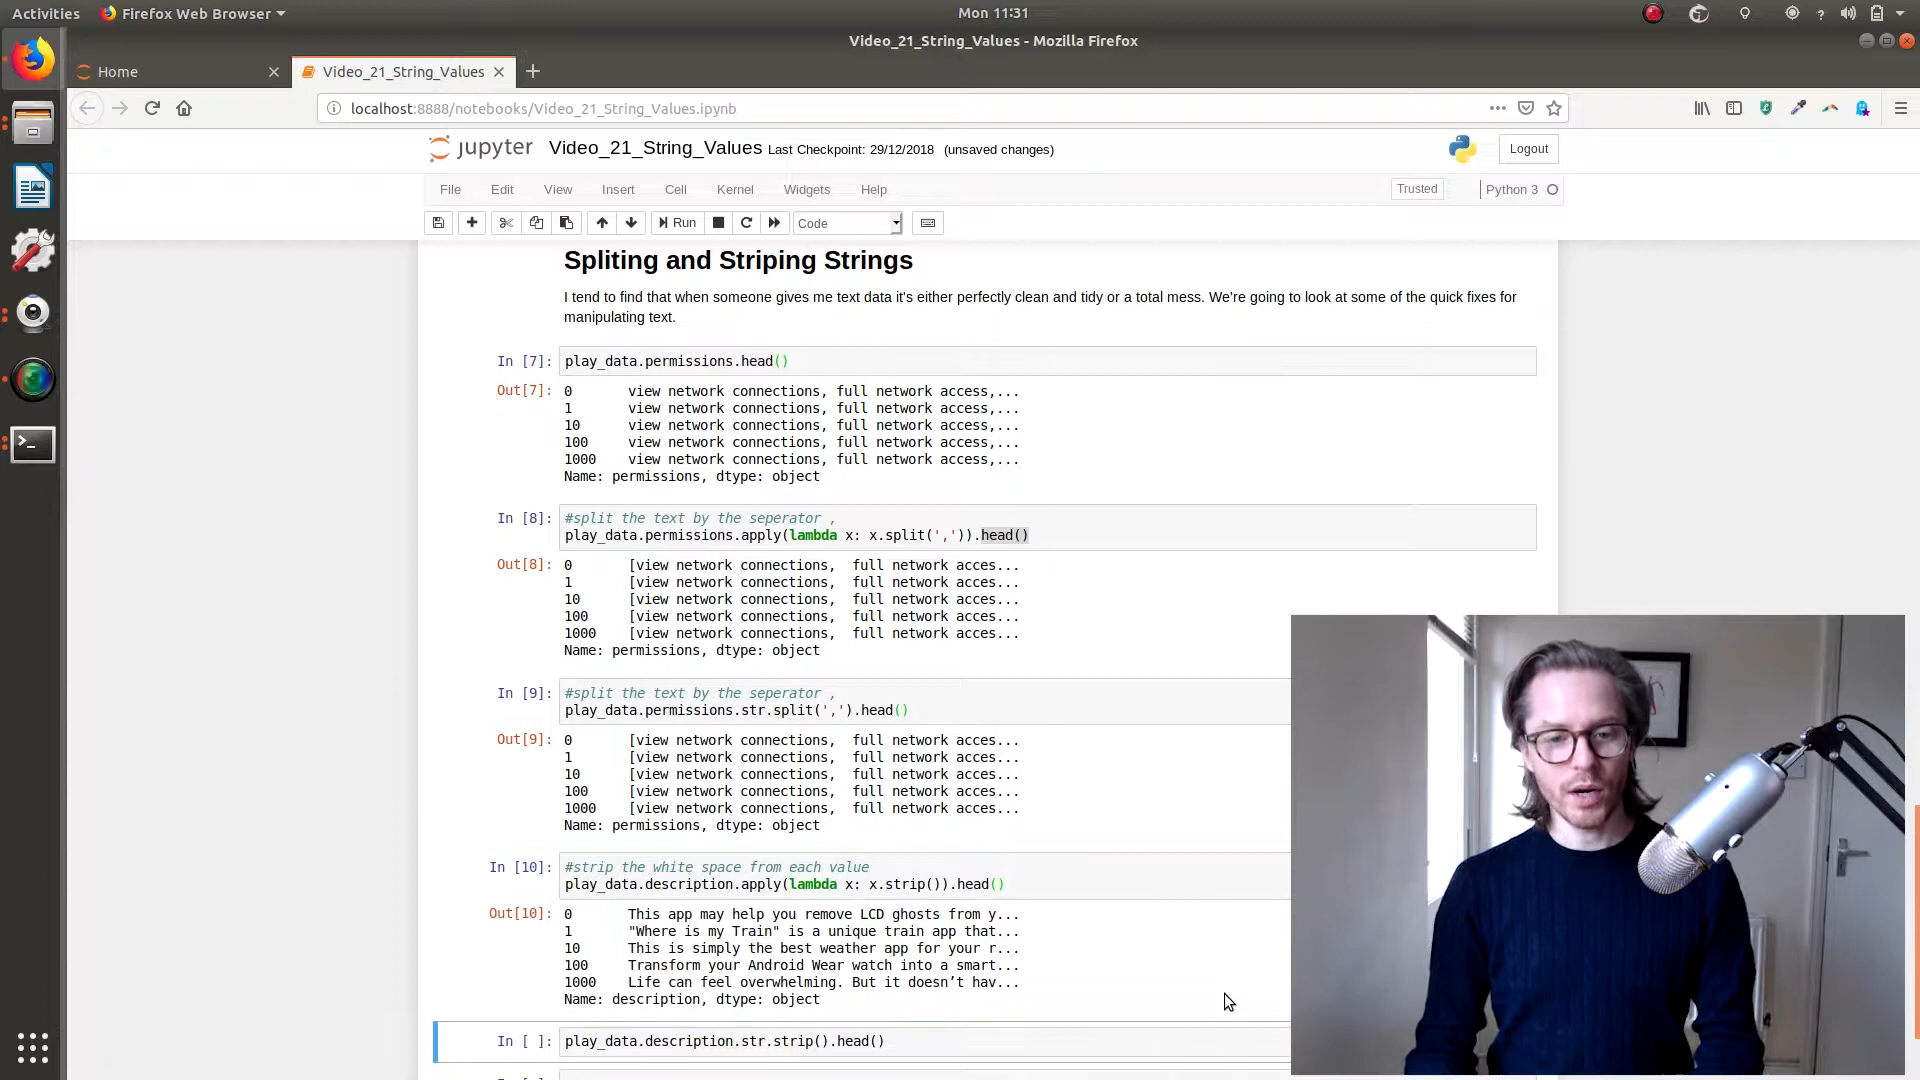 Activities
Firefox Web Browser
Mon 11:31
?
Video_21_String_Values - Mozilla Firefox
Home
Video_21_String_Values
localhost:8888/notebooks/Video_21_String_Values.ipynb
jupyter
Video_21_String_Values Last Checkpoint: 29/12/2018 (unsaved changes)
Logout
File Edit View Insert Cell Kernel Widgets Help
Trusted
Python 3
Run
Code
Spliting and Striping Strings
I tend to find that when someone gives me text data it's either perfectly clean and tidy or a total mess. We're going to look at some of the quick fixes for
manipulating text.
In [7]: play_data.permissions.head()
Out[7]: 0 view network connections, full network access,...
1 view network connections, full network access,...
10 view network connections, full network access,...
100 view network connections, full network access,...
1000 view network connections, full network access,...
Name: permissions, dtype: object
In [8]: #split the text by the seperator ,
play_data.permissions.apply(lambda x: x.split(',')).head()
Out[8]: 0 [view network connections, full network acces...
1 [view network connections, full network acces...
10 [view network connections, full network acces...
100 [view network connections, full network acces...
1000 [view network connections, full network acces...
Name: permissions, dtype: object
In [9]: #split the text by the seperator ,
play_data.permissions.str.split(',').head()
Out[9]: 0 [view network connections, full network acces...
1 [view network connections, full network acces...
10 [view network connections, full network acces...
100 [view network connections, full network acces...
1000 [view network connections, full network acces...
Name: permissions, dtype: object
In [10]: #strip the white space from each value
play_data.description.apply(lambda x: x.strip()).head()
Out[10]: 0 This app may help you remove LCD ghosts from y...
1 "Where is my Train" is a unique train app that...
10 This is simply the best weather app for your r...
100 Transform your Android Wear watch into a smart...
1000 Life can feel overwhelming. But it doesn’t hav...
Name: description, dtype: object
In [ ]: play_data.description.str.strip().head()